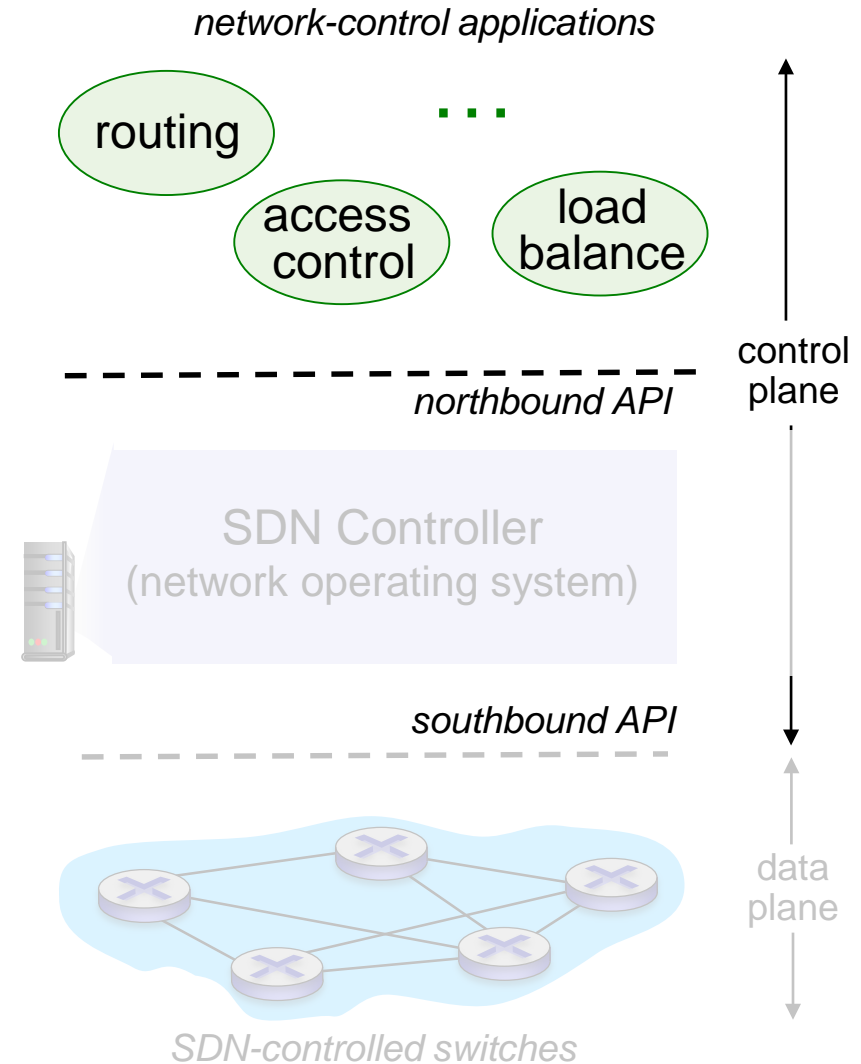 network-control applications
routing
...
access
control
load
balance
control
plane
northbound API
SDN Controller
(network operating system)
southbound API
data
plane
SDN-controlled switches